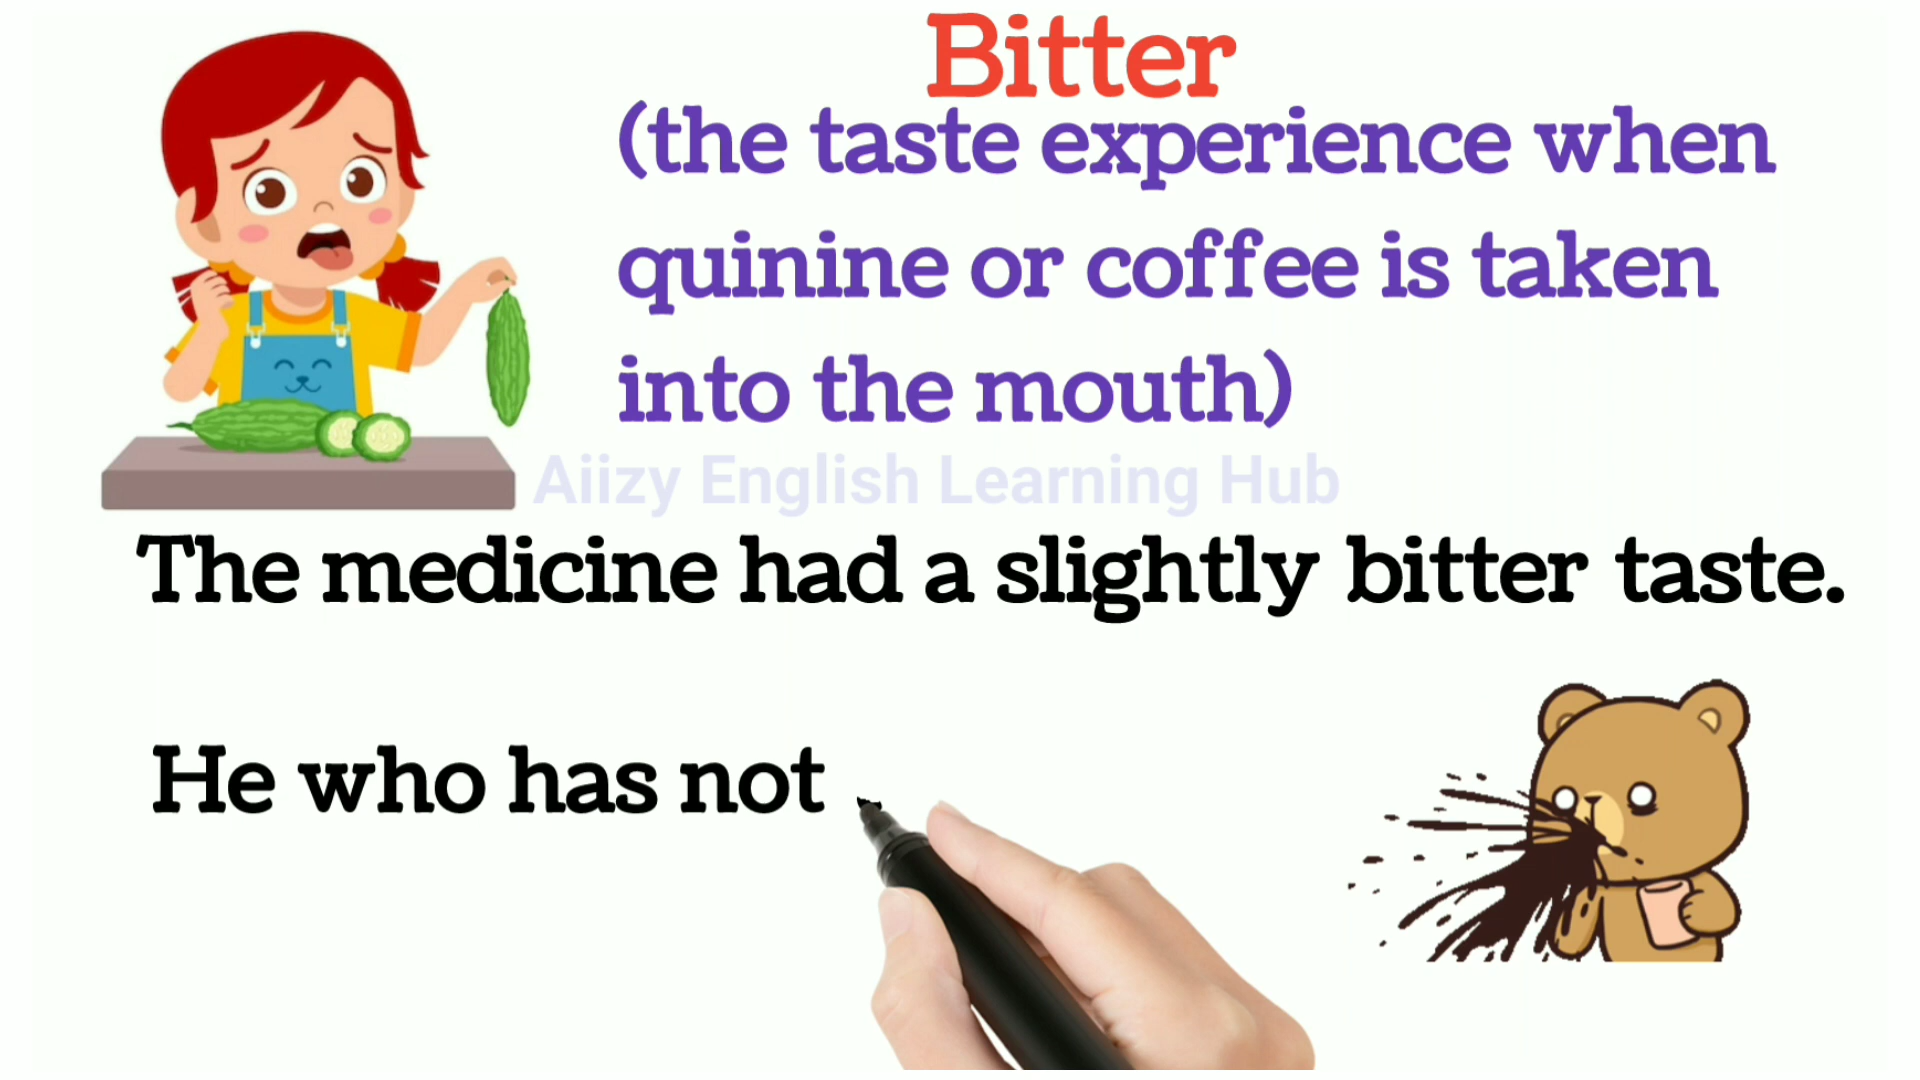 Bitter
(the taste experience when
quinine or coffee is taken
into the mouth)
Aiizy English Learning Hub
The medicine had a slightly bitter taste.
He who has not